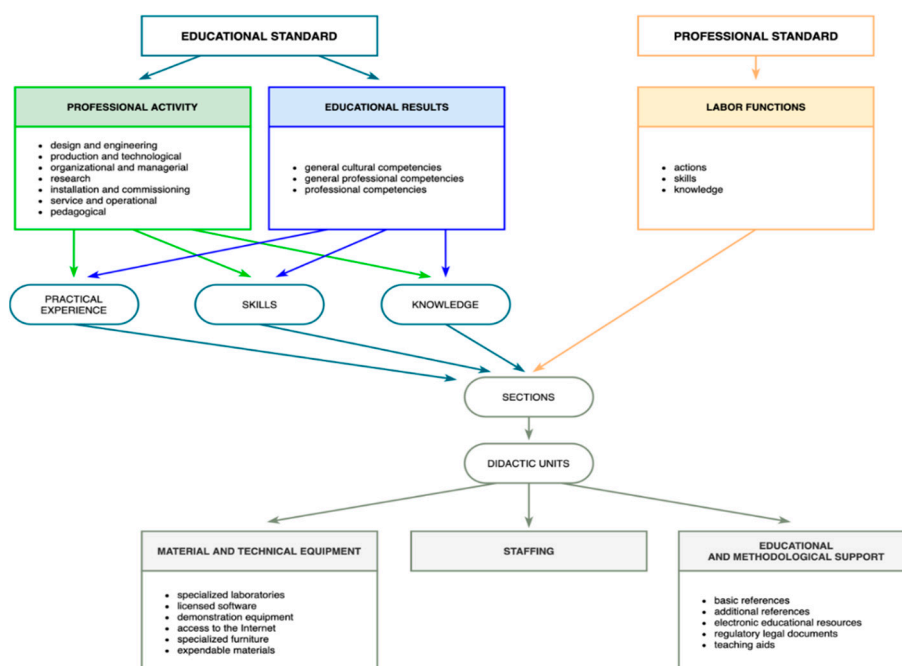 EDUCATIONAL STANDARD
PROFESSIONAL STANDARD
PROFESSIONAL ACTIVITY
• design and engineering
• production and technological
• organizational and managerial
• research
• installation and commissioning
• service and operational
• pedagogical
EDUCATIONAL RESULTS
• general cultural competencies
• general professional competencies
• professional competencies
LABOR FUNCTIONS
• actions
• skills
• knowledge
PRACTICAL
EXPERIENCE
SKILLS
KNOWLEDGE
SECTIONS
DIDACTIC UNITS
MATERIAL AND TECHNICAL EQUIPMENT
• specialized laboratories
• licensed software
• demonstration equipment
• access to the Internet
• specialized furniture
• expendable materials
STAFFING
EDUCATIONAL
AND METHODOLOGICAL SUPPORT
• basic references
• additional references
• electronic educational resources
• regulatory legal documents
• teaching aids